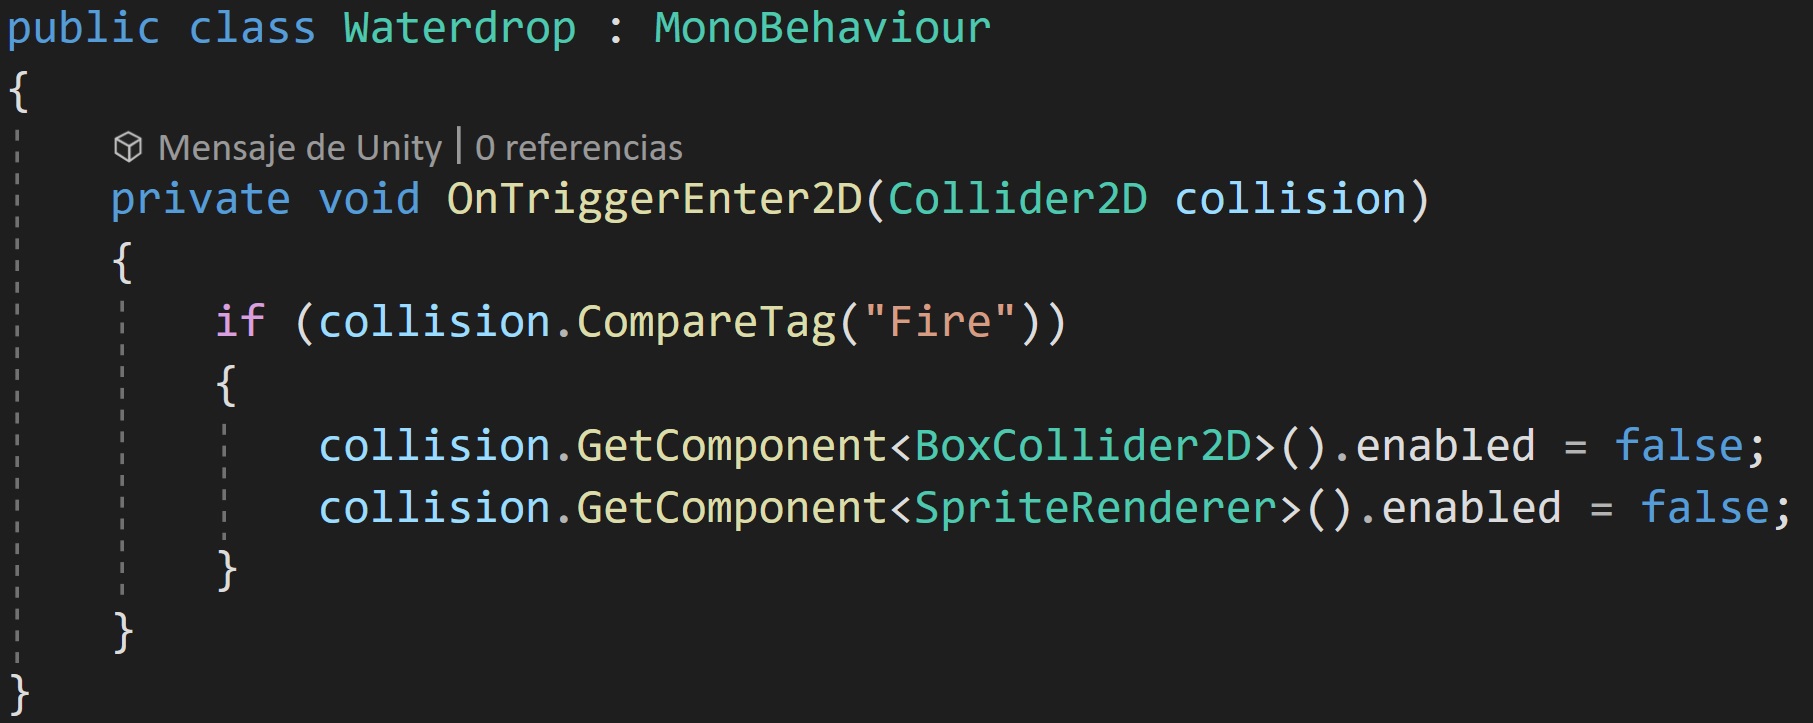 public class Waterdrop : MonoBehaviour
{
Mensaje de Unity | 0 referencias
private void OnTriggerEnter2D(Collider2D collision)
{
if (collision.CompareTag("Fire"))
{
collision.GetComponent<BoxCollider2D>().enabled = false;
collision.GetComponent<SpriteRenderer>().enabled = false;
}
}
}